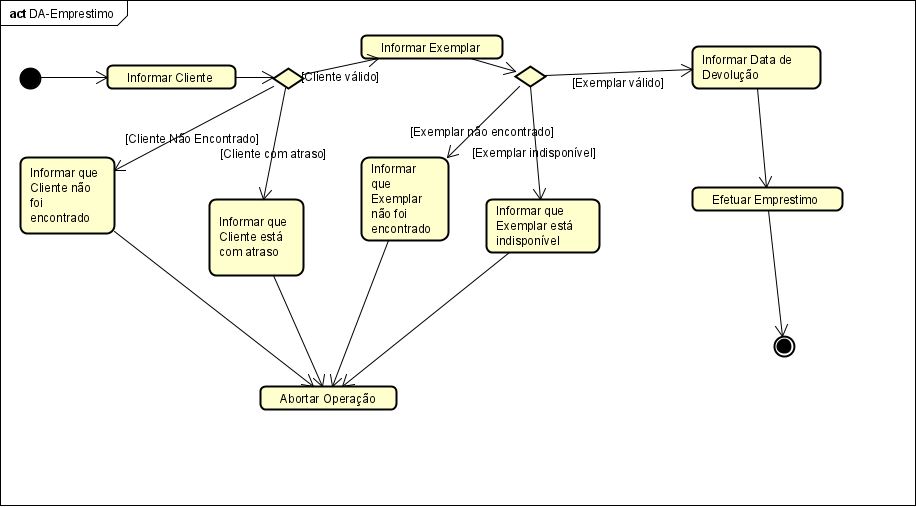 act DA-Emprestimo
Informar Cliente
[Cliente válido]
Informar Exemplar
[Exemplar válido]
Informar Data de
Devolução
[Cliente Não Encontrado]
[Cliente com atraso]
[Exemplar não encontrado]
[Exemplar indisponível]
Informar que
Cliente não
foi
encontrado
Informar que
Cliente está
com atraso
Informar
que
Exemplar
não foi
encontrado
Informar que
Exemplar está
indisponível
Efetuar Emprestimo
Abortar Operação